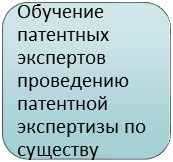 Обучение
патентных
экспертов
проведению
патентной
экспертизы по
существу